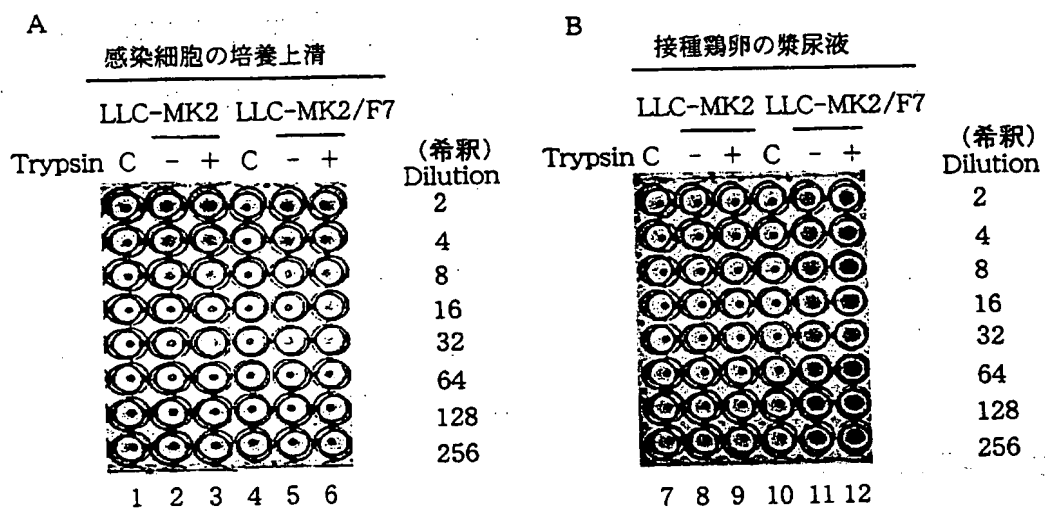 A
感染細胞の培養上清
LLC-MK2 LLC-MK2/F7
Trypsin C - + C - +
(希釈)
Dilution
2
4
8
16
32
64
128
256
1 2 3 4 5 6
B
接種鶏卵の漿尿液
LLC-MK2 LLC-MK2/F7
Trypsin C - + C - +
(希釈)
Dilution
2
4
8
16
32
64
128
256
7 8 9 10 11 12